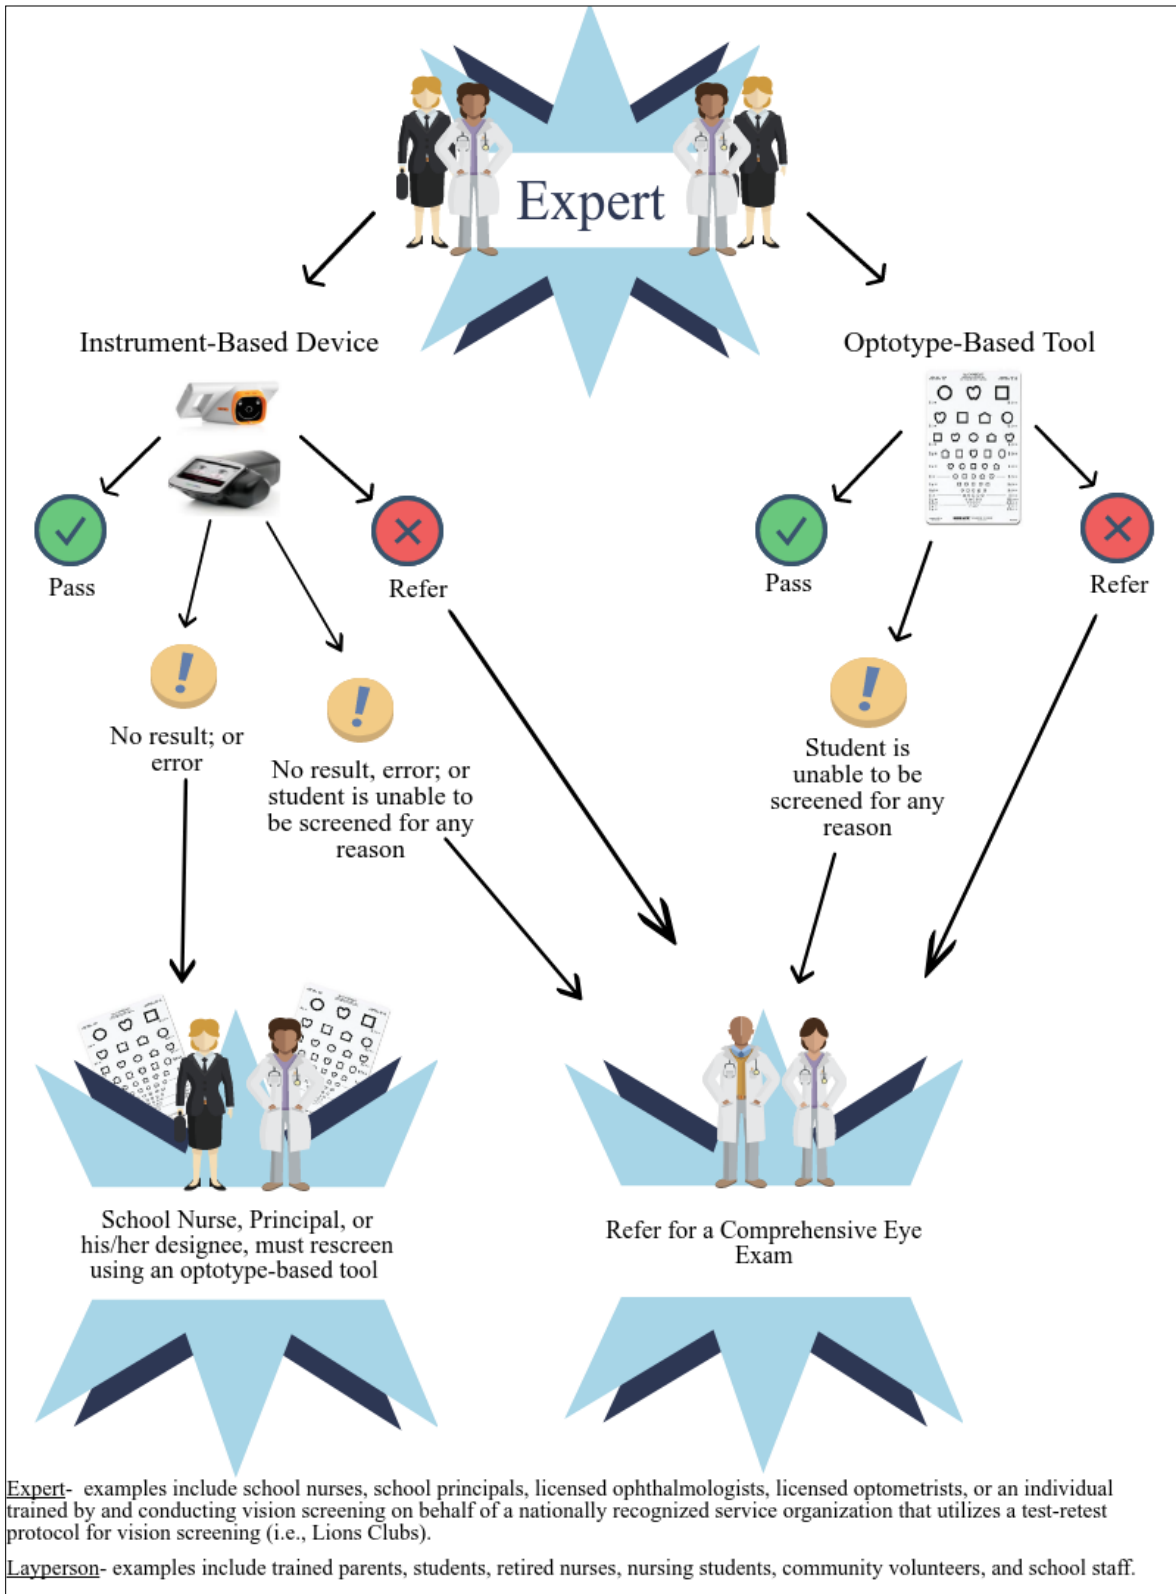 Expert
Instrument-Based Device
Optotype-Based Tool
Pass
Refer
Pass
Refer
No result; or
error
No result, error; or
student is unable to
be screened for any
reason
Student is
unable to be
screened for any
reason
School Nurse, Principal, or
his/her designee, must rescreen
using an optotype-based tool
Refer for a Comprehensive Eye
Exam
Expert- examples include school nurses, school principals, licensed ophthalmologists, licensed optometrists, or an individual
trained by and conducting vision screening on behalf of a nationally recognized service organization that utilizes a test-retest
protocol for vision screening (i.e., Lions Clubs).
Layperson- examples include trained parents, students, retired nurses, nursing students, community volunteers, and school staff.